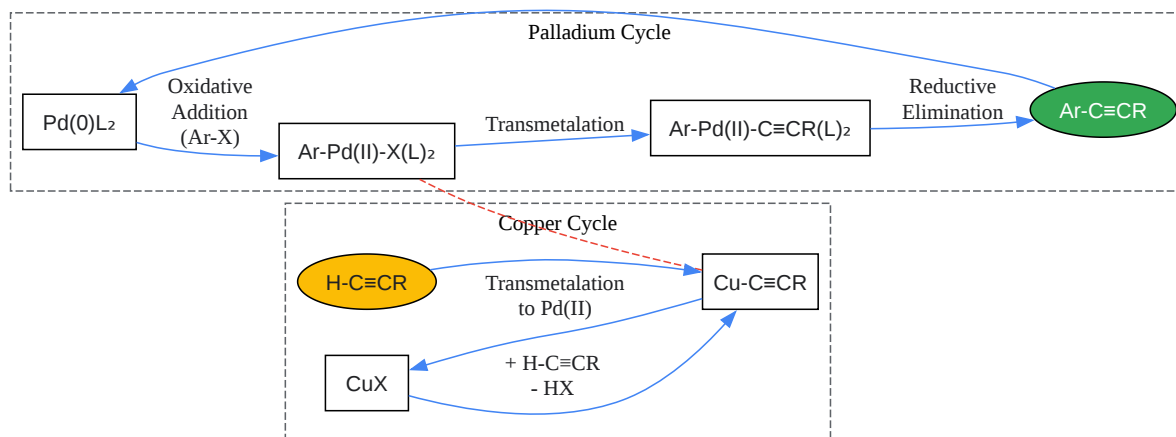 Palladium Cycle
Oxidative
Addition
(Ar-X)
Reductive
Elimination
Pd(0)L₂
Ar-C≡CR
Transmetalation
Ar-Pd(II)-C≡CR(L)₂
Ar-Pd(II)-X(L)₂
Copper Cycle
H-C≡CR
Transmetalation
to Pd(II)
Cu-C≡CR
+ H-C≡CR
- HX
CuX